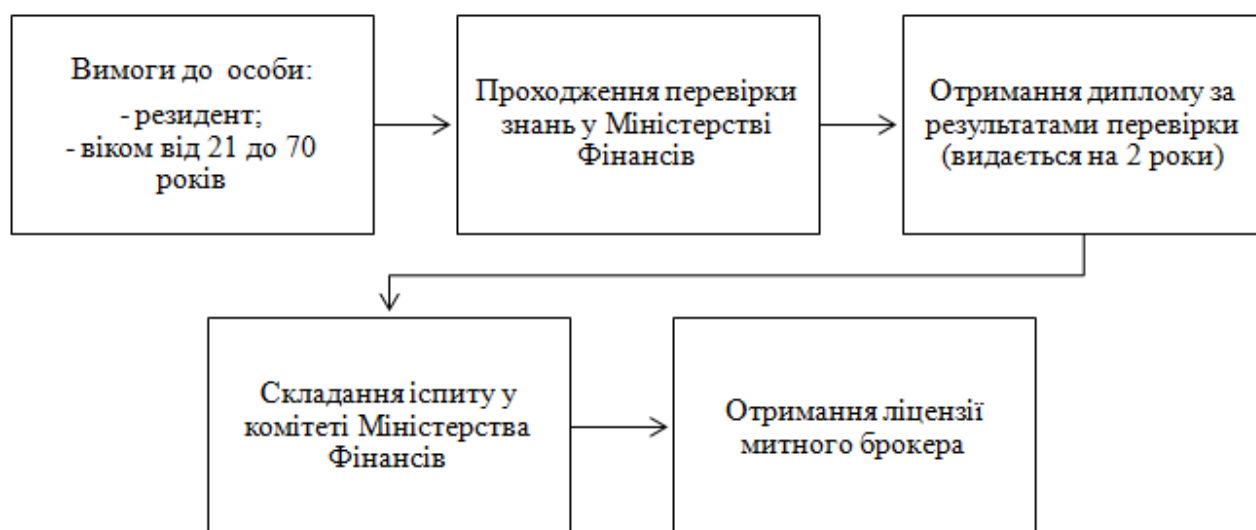 Вимоги до особи:
- резидент;
- віком від 21 до 70
років
Проходження перевірки
знань у Міністерстві
Фінансів
Отримання диплому за
результатами перевірки
(видається на 2 роки)
Складання іспиту у
комітеті Міністерства
Фінансів
Отримання ліцензії
митного брокера